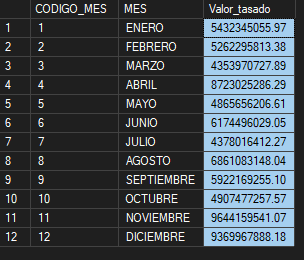 CODIGO_MES MES Valor_tasado
1 1 ENERO 5432345055.97
2 2 FEBRERO 5262295813.38
3 3 MARZO 4353970727.89
4 4 ABRIL 8723025286.29
5 5 MAYO 4865656206.61
6 6 JUNIO 6174496029.05
7 7 JULIO 4378016412.27
8 8 AGOSTO 6861083148.04
9 9 SEPTIEMBRE 5922169255.10
10 10 OCTUBRE 4907477257.57
11 11 NOVIEMBRE 9644159541.07
12 12 DICIEMBRE 9369967888.18